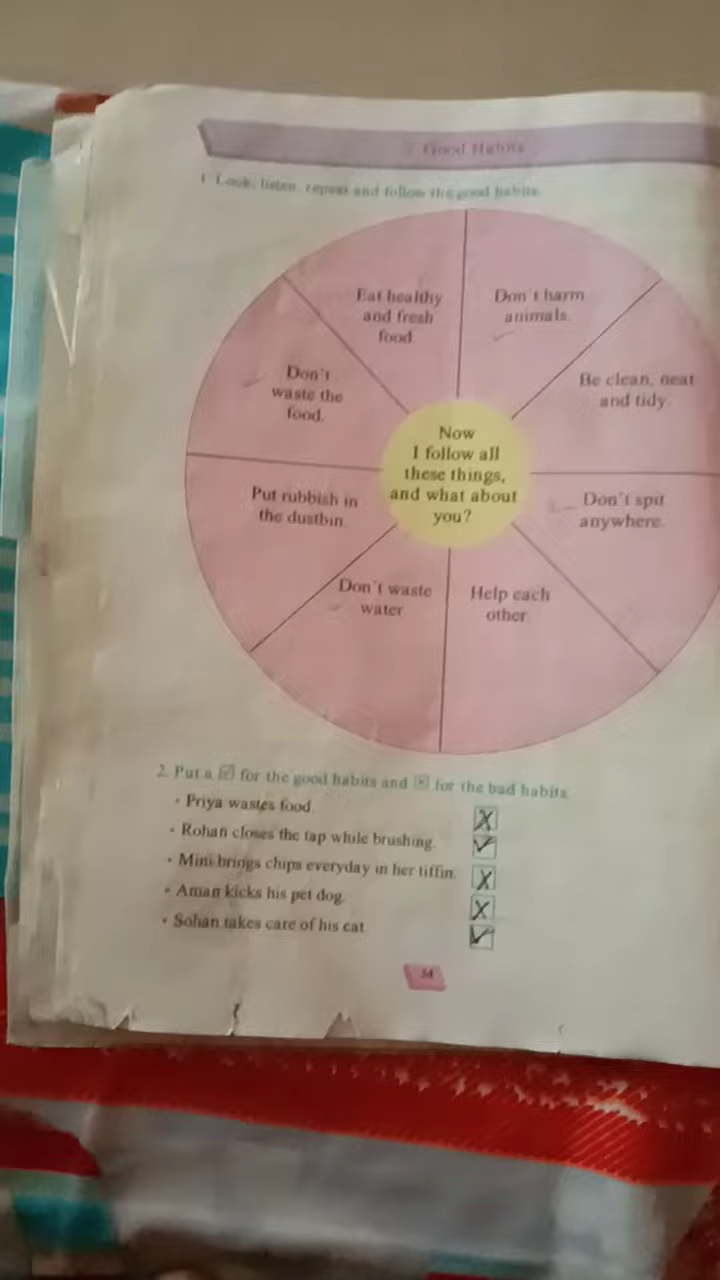 Good Habits
1. Look, listen, repeat and follow the good habits.
Eat healthy
and fresh
food.
Don't harm
animals.
Be clean, neat
and tidy.
Don't spit
anywhere.
Help each
other.
Don't waste
water
Put rubbish in
the dustbin.
Don't
waste the
food.
Now
I follow all
these things,
and what about
you?
2. Put a ☑ for the good habits and ☒ for the bad habits.
• Priya wastes food. ☒
• Rohan closes the tap while brushing. ☑
• Mini brings chips everyday in her tiffin. ☒
• Aman kicks his pet dog. ☒
• Sohan takes care of his cat. ☑
34